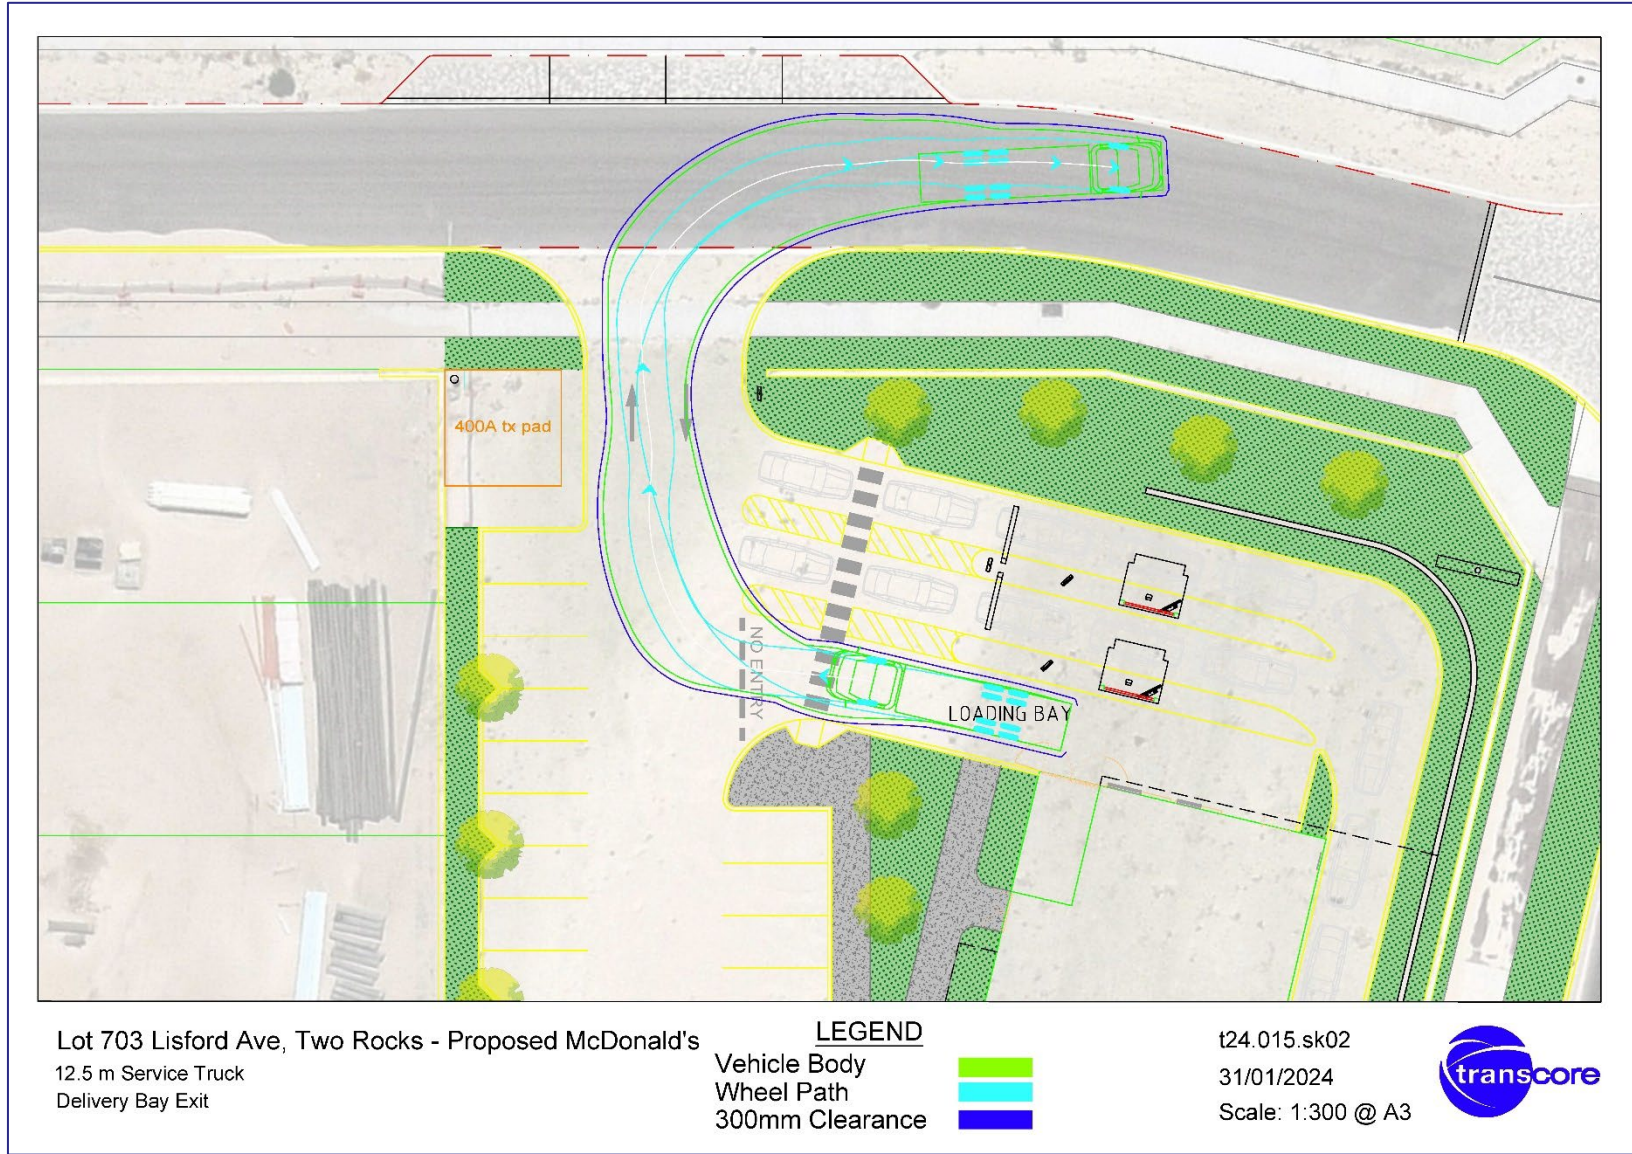 400A tx pad
NO ENTRY
LOADING BAY
Lot 703 Lisford Ave, Two Rocks - Proposed McDonald's
12.5 m Service Truck
Delivery Bay Exit
LEGEND
Vehicle Body
Wheel Path
300mm Clearance
t24.015.sk02
31/01/2024
Scale: 1:300 @ A3
transcore